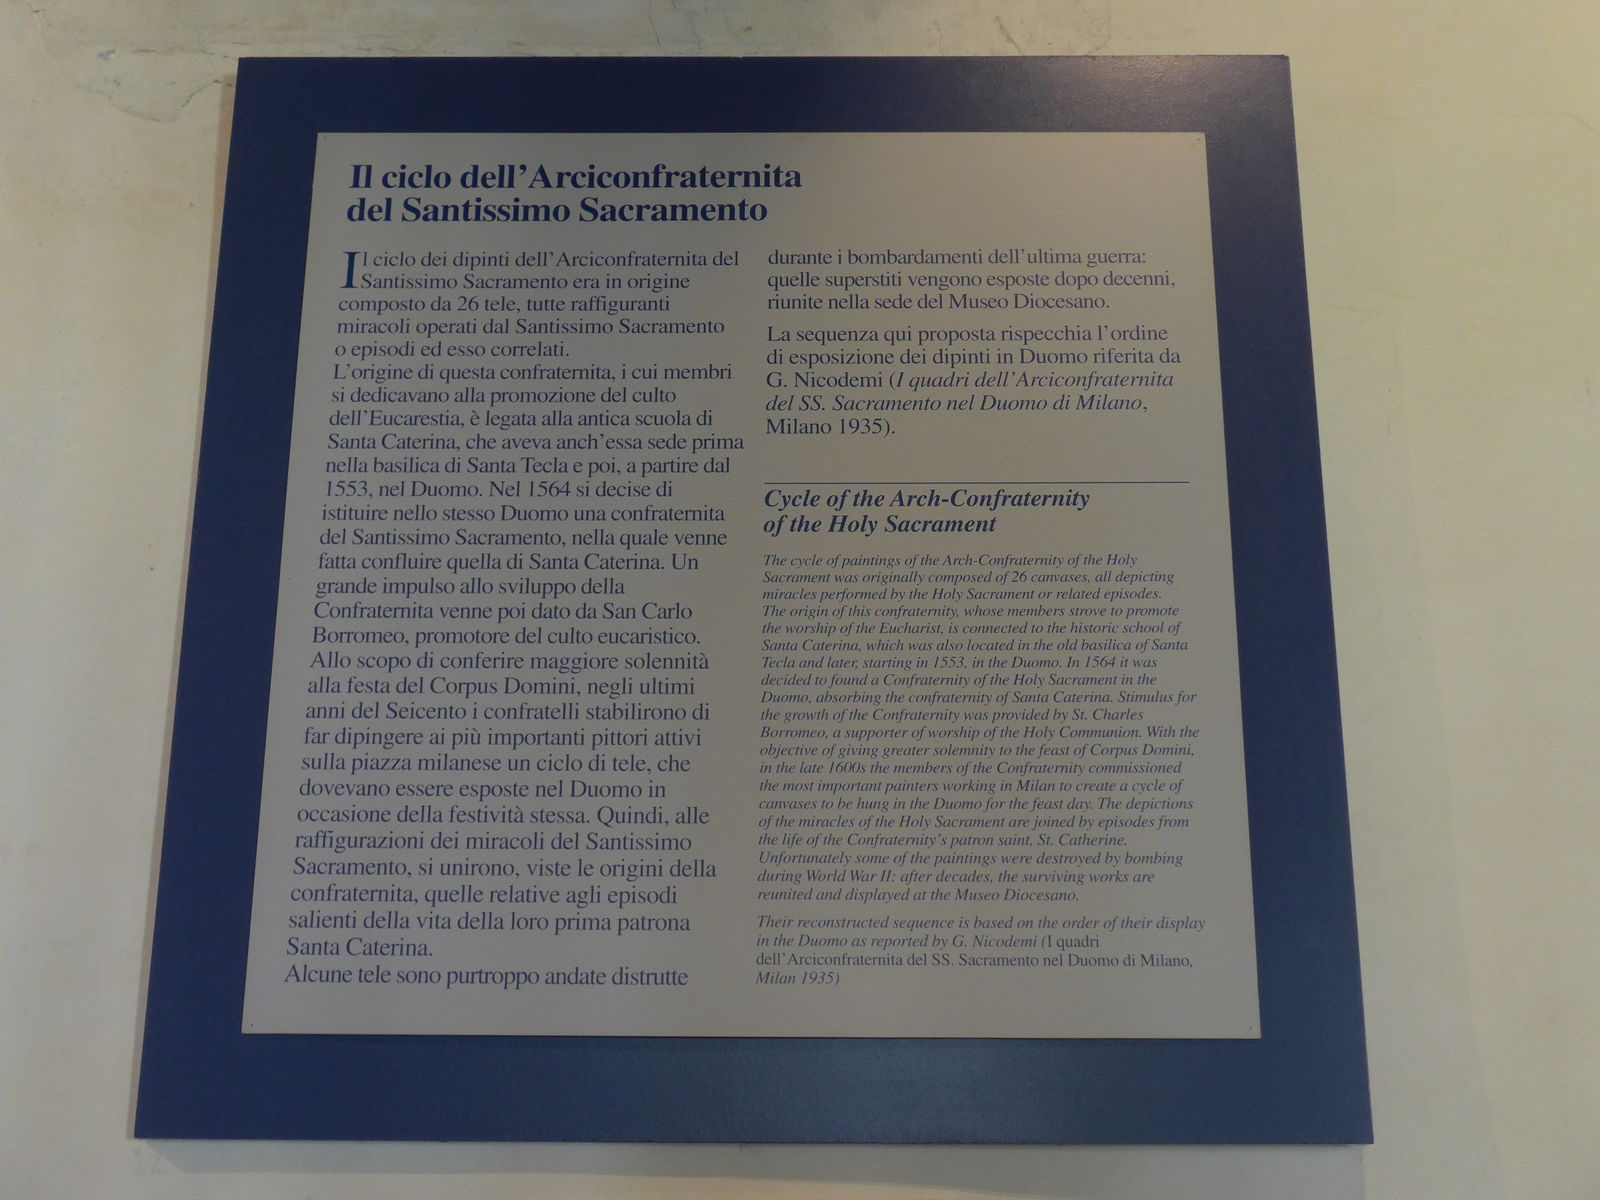 Il ciclo dell'Arciconfraternita
del Santissimo Sacramento
Il ciclo dei dipinti dell'Arciconfraternita del
Santissimo Sacramento era in origine
composto da 26 tele, tutte raffiguranti
miracoli operati dal Santissimo Sacramento
o episodi ed esso correlati.
L'origine di questa confraternita, i cui membri
si dedicavano alla promozione del culto
dell'Eucarestia, è legata alla antica scuola di
Santa Caterina, che aveva anch'essa sede prima
nella basilica di Santa Tecla e poi, a partire dal
1553, nel Duomo. Nel 1564 si decise di
istituire nello stesso Duomo una confraternita
del Santissimo Sacramento, nella quale venne
fatta confluire quella di Santa Caterina. Un
grande impulso allo sviluppo della
Confraternita venne poi dato da San Carlo
Borromeo, promotore del culto eucaristico.
Allo scopo di conferire maggiore solennità
alla festa del Corpus Domini, negli ultimi
anni del Seicento i confratelli stabilirono di
far dipingere ai più importanti pittori attivi
sulla piazza milanese un ciclo di tele, che
dovevano essere esposte nel Duomo in
occasione della festività stessa. Quindi, alle
raffigurazioni dei miracoli del Santissimo
Sacramento, si unirono, viste le origini della
confraternita, quelle relative agli episodi
salienti della vita della loro prima patrona
Santa Caterina.
Alcune tele sono purtroppo andate distrutte
durante i bombardamenti dell'ultima guerra:
quelle superstiti vengono esposte dopo decenni,
riunite nella sede del Museo Diocesano.
La sequenza qui proposta rispecchia l'ordine
di esposizione dei dipinti in Duomo riferita da
G. Nicodemi (I quadri dell'Arciconfraternita
del SS. Sacramento nel Duomo di Milano,
Milano 1935).
Cycle of the Arch-Confraternity
of the Holy Sacrament
The cycle of paintings of the Arch-Confraternity of the Holy
Sacrament was originally composed of 26 canvases, all depicting
miracles performed by the Holy Sacrament or related episodes.
The origin of this confraternity, whose members strove to promote
the worship of the Eucharist, is connected to the historic school of
Santa Caterina, which was also located in the old basilica of Santa
Tecla and later, starting in 1553, in the Duomo. In 1564 it was
decided to found a Confraternity of the Holy Sacrament in the
Duomo, absorbing the confraternity of Santa Caterina. Stimulus for
the growth of the Confraternity was provided by St. Charles
Borromeo, a supporter of worship of the Holy Communion. With the
objective of giving greater solemnity to the feast of Corpus Domini,
in the late 1600s the members of the Confraternity commissioned
the most important painters working in Milan to create a cycle of
canvases to be hung in the Duomo for the feast day. The depictions
of the miracles of the Holy Sacrament are joined by episodes from
the life of the Confraternity's patron saint, St. Catherine.
Unfortunately some of the paintings were destroyed by bombing
during World War II: after decades, the surviving works are
reunited and displayed at the Museo Diocesano.
Their reconstructed sequence is based on the order of their display
in the Duomo as reported by G. Nicodemi (I quadri
dell'Arciconfraternita del SS. Sacramento nel Duomo di Milano,
Milan 1935)